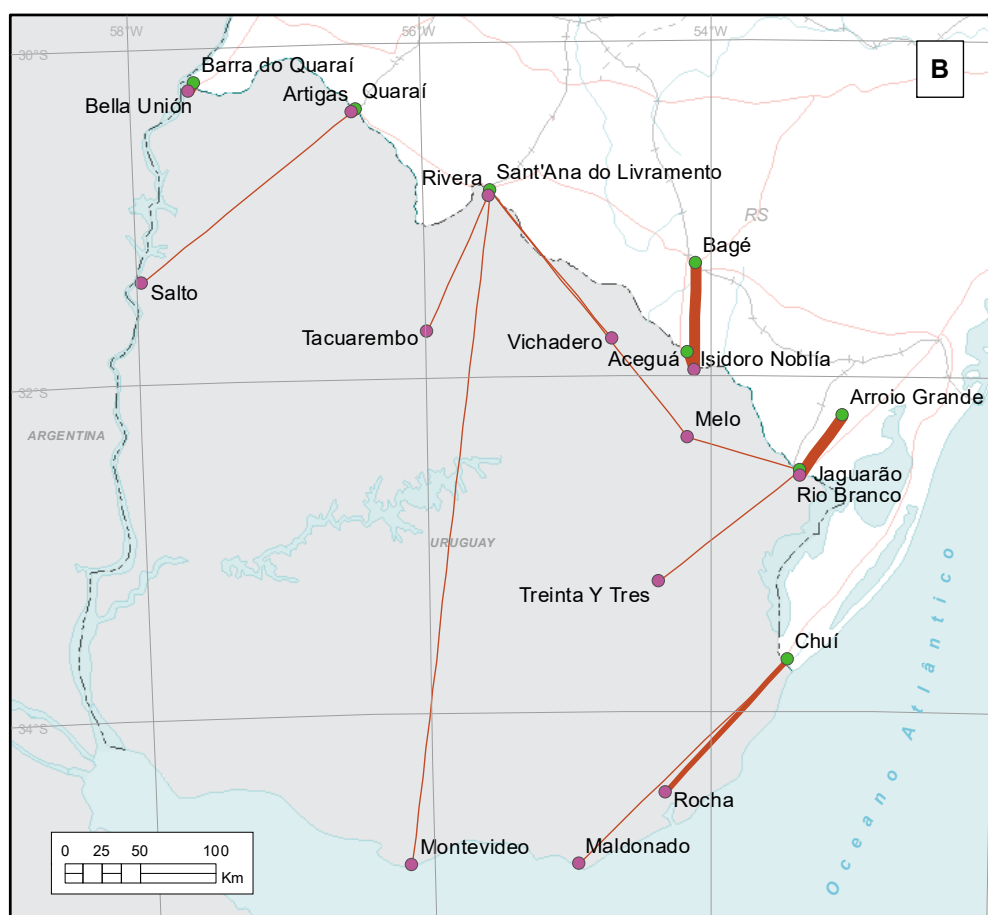 58°W
56°W
54°W
30°S
B
Barra do Quaraí
Bella Unión
Artigas
Quaraí
Rivera
Sant'Ana do Livramento
RS
Bagé
Salto
Tacuarembo
Vichadero
Aceguá
Isidoro Noblía
32°S
Arroio Grande
ARGENTINA
Melo
Jaguarão
Rio Branco
URUGUAY
Treinta Y Tres
Chuí
34°S
Rocha
Montevideo
Maldonado
Oceano Atlântico
0 25 50 100
Km